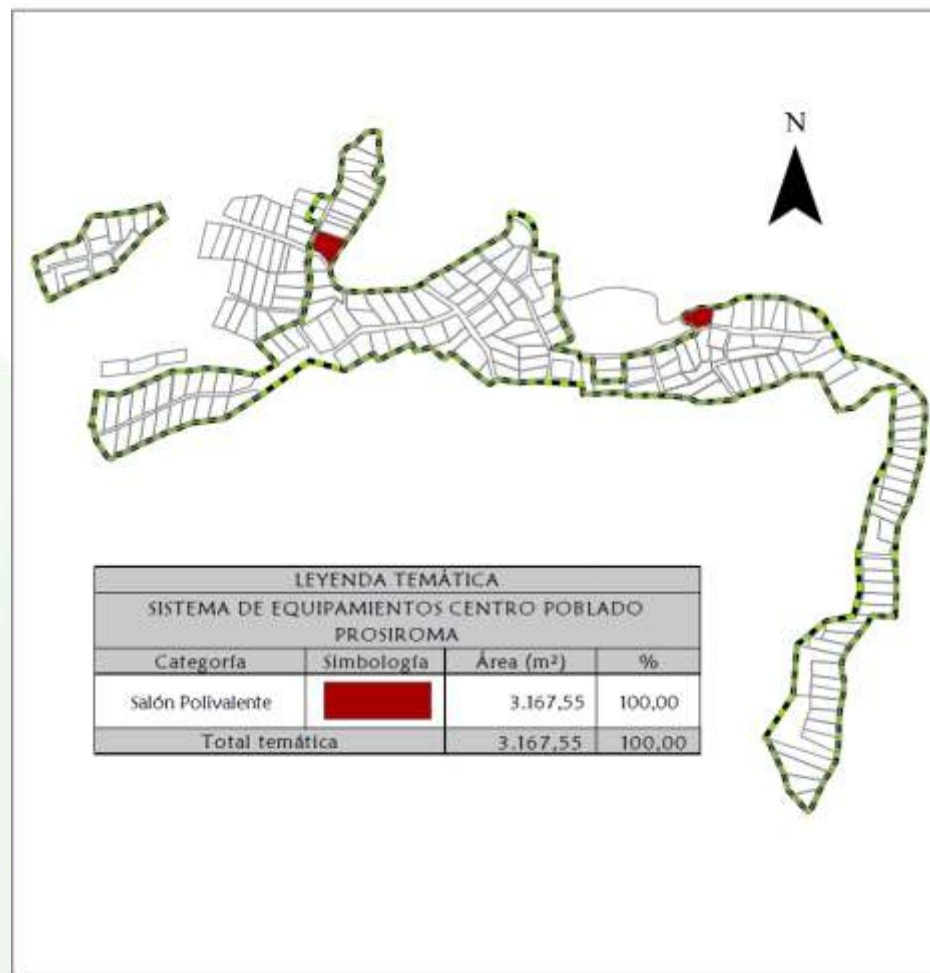 N
LEYENDA TEMÁTICA
SISTEMA DE EQUIPAMIENTOS CENTRO POBLADO
PROSIROMA
Categoría Simbología Área (m²) %
Salón Polivalente 3.167,55 100,00
Total temática 3.167,55 100,00